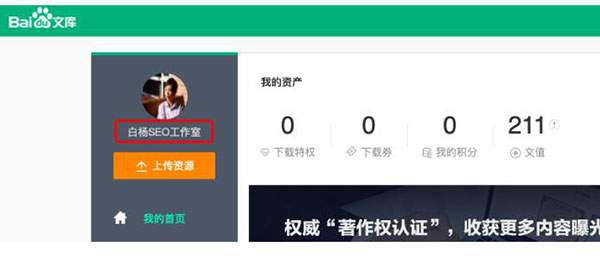 Bai du 文库
我的资产
白杨SEO工作室
0
0
0
211
下载特权
下载券
我的积分
文值
上传资源
我的首页
权威“著作权认证”，收获更多内容曝光